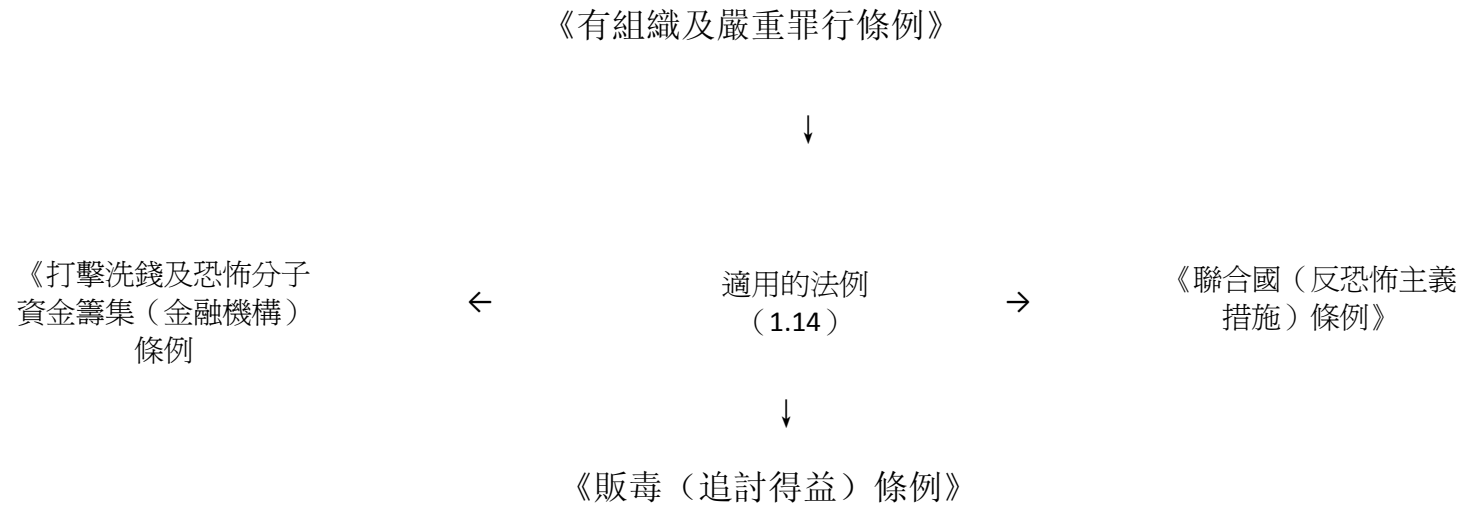 《有組織及嚴重罪行條例》
↓
《打擊洗錢及恐怖分子
資金籌集（金融機構）
條例
←
適用的法例
（1.14）
→
《聯合國（反恐怖主義
措施）條例》
↓
《販毒（追討得益）條例》